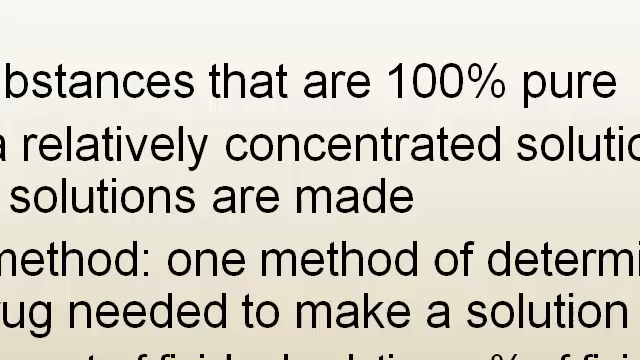 bstances that are 100% pure
a relatively concentrated solutio
solutions are made
method: one method of determi
rug needed to make a solution